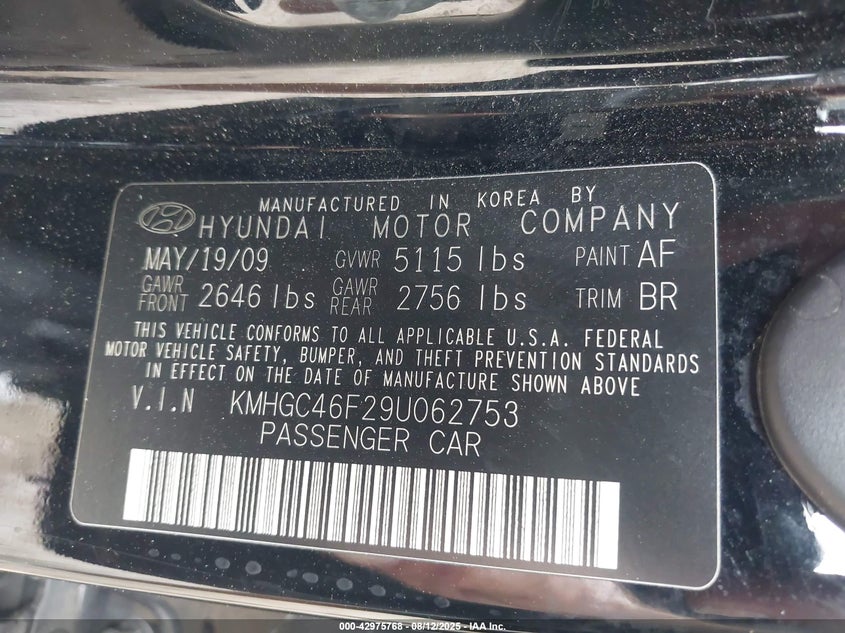 MANUFACTURED IN KOREA BY
HYUNDAI MOTOR COMPANY
MAY/19/09 GVWR 5115 lbs PAINT AF
GAWR FRONT 2646 lbs GAWR REAR 2756 lbs TRIM BR
THIS VEHICLE CONFORMS TO ALL APPLICABLE U.S.A. FEDERAL
MOTOR VEHICLE SAFETY, BUMPER, AND THEFT PREVENTION STANDARDS
IN EFFECT ON THE DATE OF MANUFACTURE SHOWN ABOVE
V.I.N KMHGC46F29U062753
PASSENGER CAR
000-42975768 - 08/12/2025 - IAA Inc.